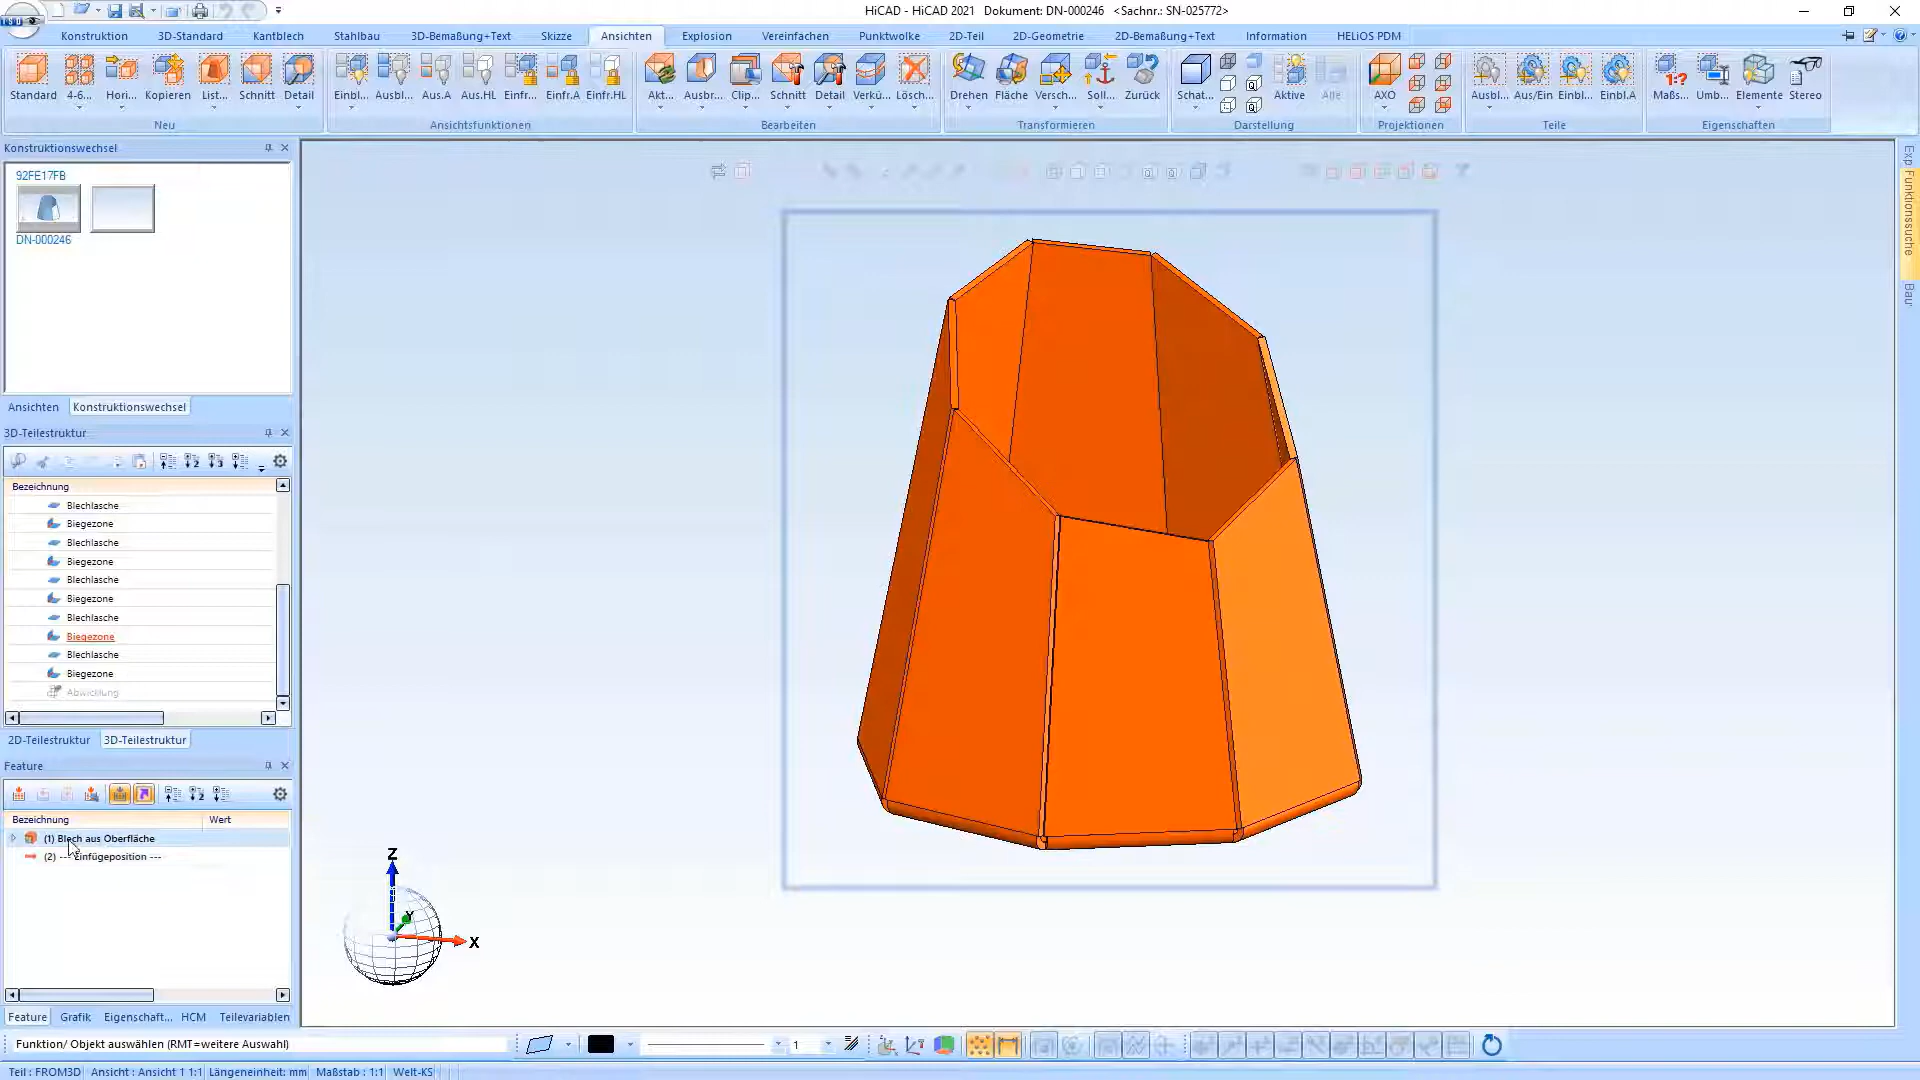 HiCAD - HiCAD 2021   Dokument: DN-000246   <Sachnr.: SN-025772>
Konstruktion 3D-Standard Kantblech Stahlbau 3D-Bemaßung+Text Skizze Ansichten Explosion Vereinfachen Punktwolke 2D-Teil 2D-Geometrie 2D-Bemaßung+Text Information HELiOS PDM
Standard 4-6... Hori... Kopieren List... Schnitt Detail Einbl... Ausbl... Aus.A Aus.HL Einfr... Einfr.A Einfr.HL Akt... Ausbr... Clip... Schnitt Detail Verkü... Lösch... Drehen Fläche Versch... Soll... Zurück Schat... Aktive Alle AXO Ausbl... Aus/Ein Einbl... Einbl.A Maßs... Umb... Elemente Stereo
Neu Ansichtsfunktionen Bearbeiten Transformieren Darstellung Projektionen Teile Eigenschaften
Konstruktionswechsel
92FE17FB
DN-000246
Ansichten Konstruktionswechsel
3D-Teilestruktur
Bezeichnung
Blechlasche
Biegezone
Blechlasche
Biegezone
Blechlasche
Biegezone
Blechlasche
Biegezone
Blechlasche
Biegezone
Abwicklung
2D-Teilestruktur 3D-Teilestruktur
Feature
Bezeichnung Wert
(1) Blech aus Oberfläche
(2) --- Einfügeposition ---
Feature Grafik Eigenschaft... HCM Teilevariablen
Z
Y
X
Exp
Funktionssuche
Bau
Funktion/ Objekt auswählen (RMT=weitere Auswahl)
1
Teil : FROM3D Ansicht : Ansicht 1 1:1 Längeneinheit: mm Maßstab : 1:1 Welt-KS